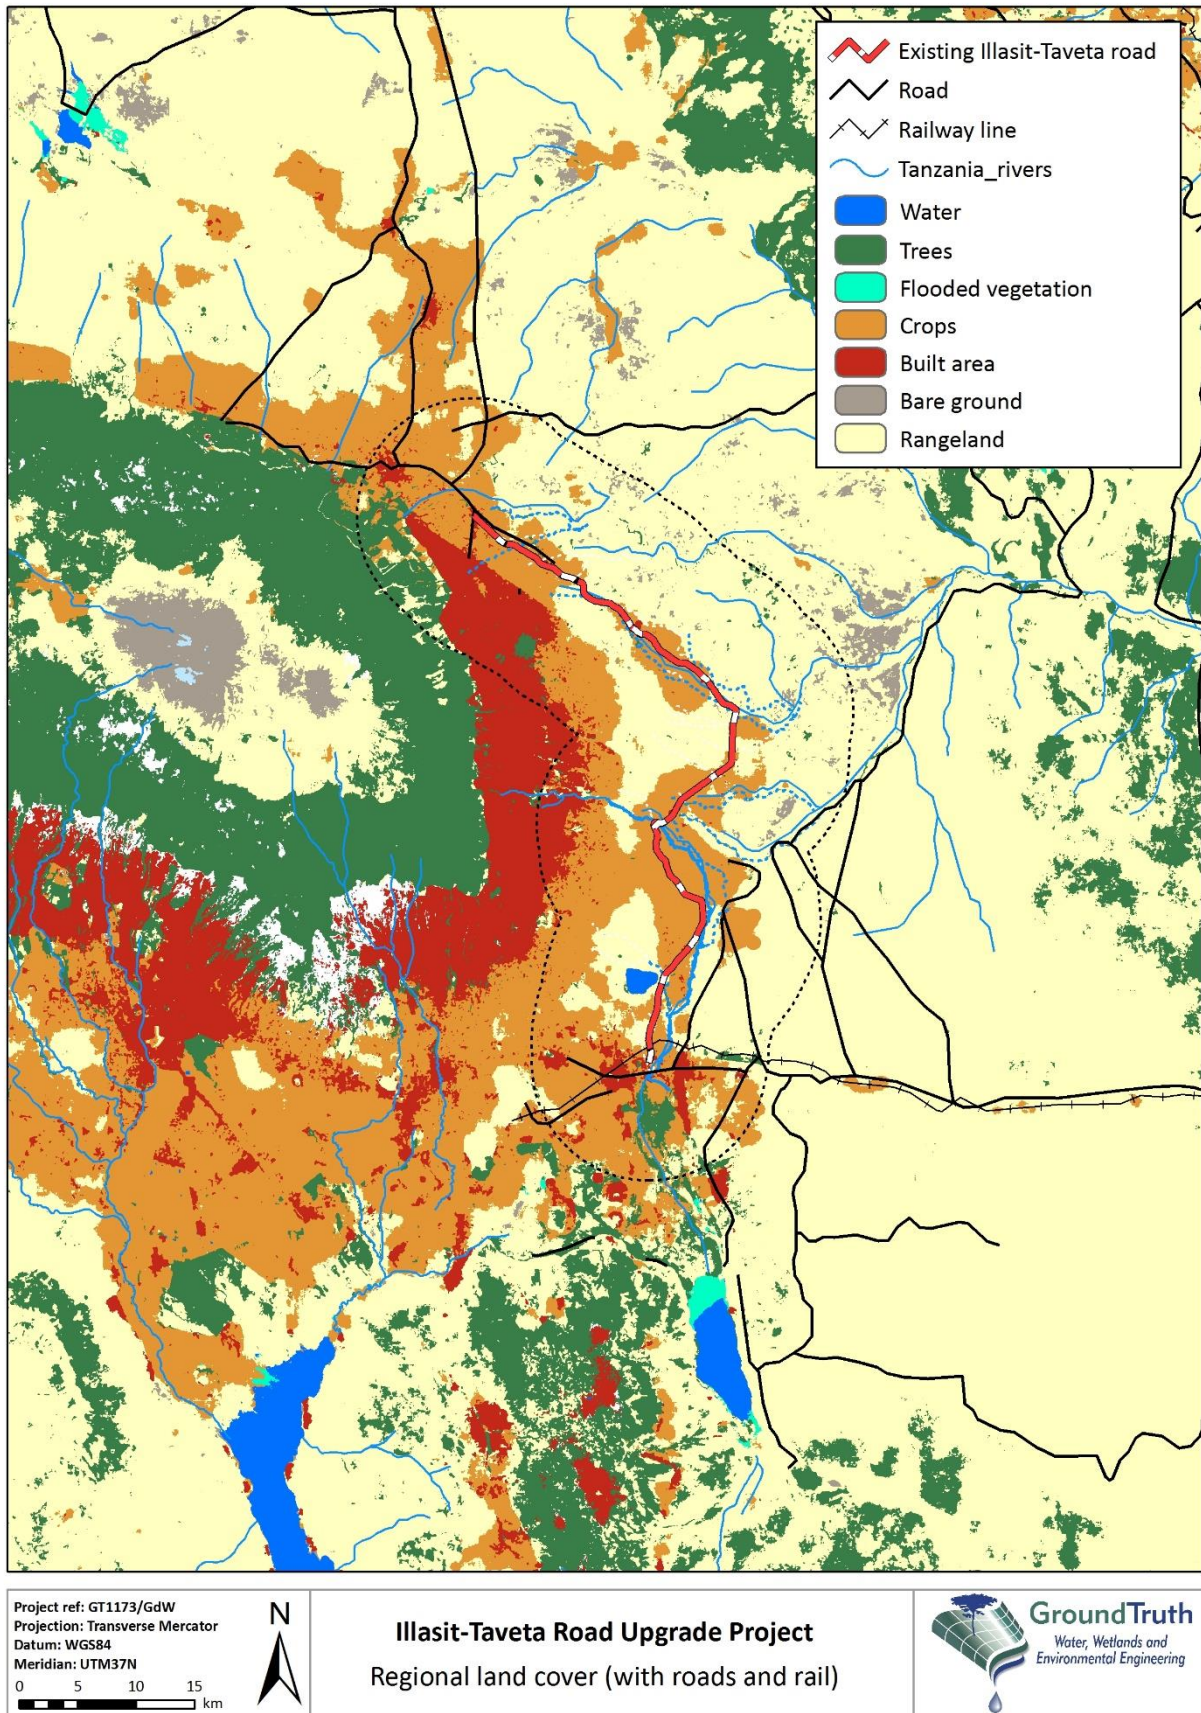 Existing Illasit-Taveta road
Road
Railway line
Tanzania_rivers
Water
Trees
Flooded vegetation
Crops
Built area
Bare ground
Rangeland
Project ref: GT1173/GdW
Projection: Transverse Mercator
Datum: WGS84
Meridian: UTM37N
0 5 10 15
km
N
Illasit-Taveta Road Upgrade Project
Regional land cover (with roads and rail)
GroundTruth
Water, Wetlands and
Environmental Engineering